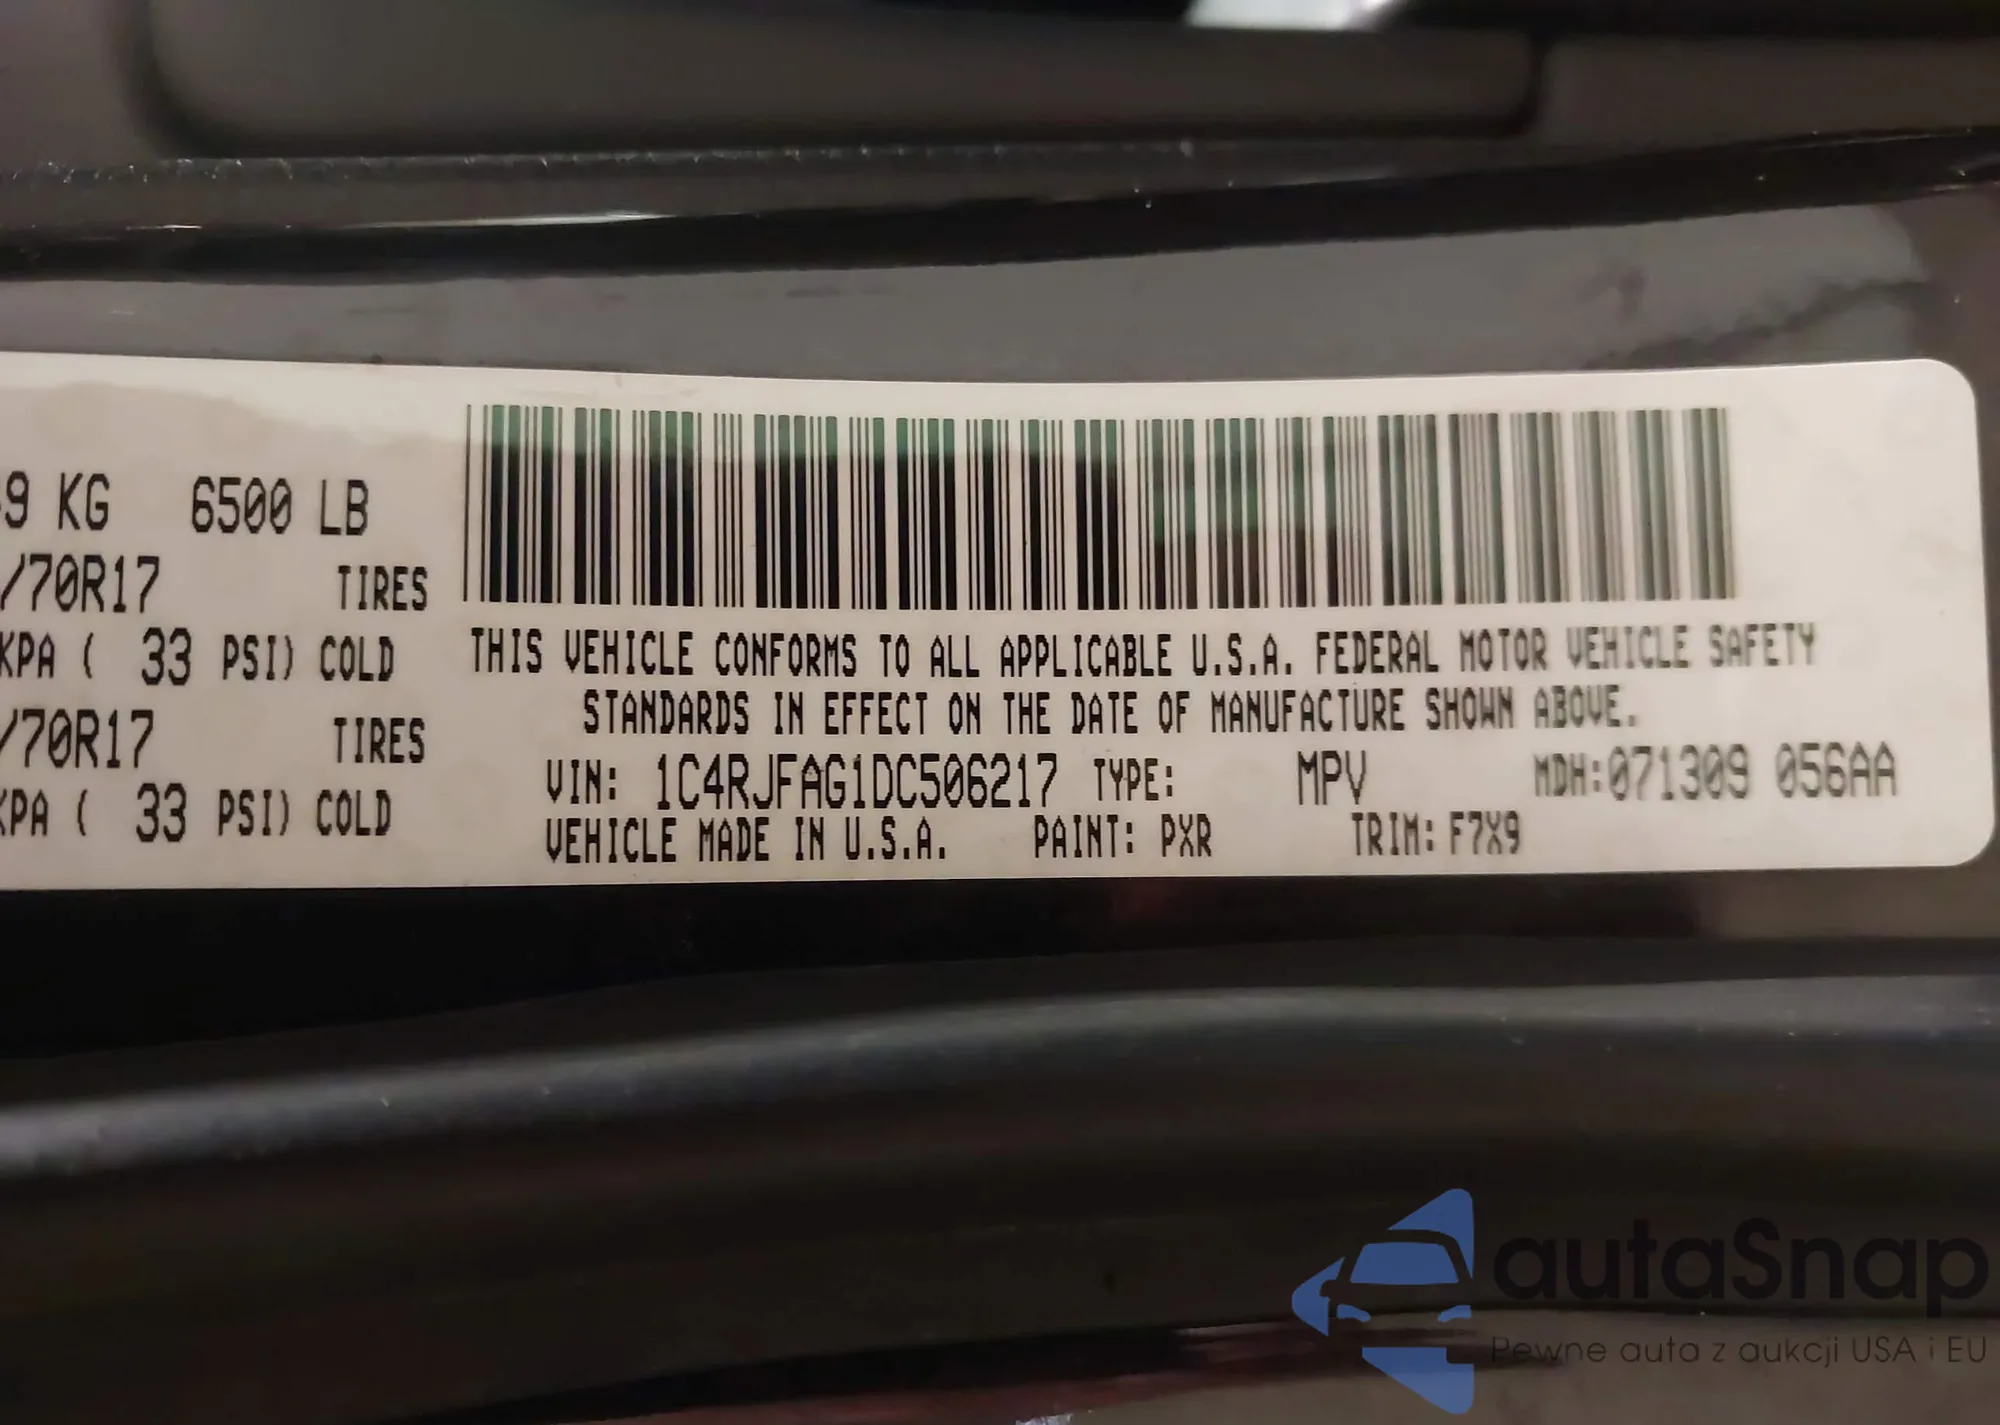 9 KG 6500 LB
/70R17 TIRES
KPA ( 33 PSI) COLD
/70R17 TIRES
KPA ( 33 PSI) COLD
THIS VEHICLE CONFORMS TO ALL APPLICABLE U.S.A. FEDERAL MOTOR VEHICLE SAFETY
STANDARDS IN EFFECT ON THE DATE OF MANUFACTURE SHOWN ABOVE.
VIN: 1C4RJFAG1DC506217 TYPE: MPV MDH:071309 056AA
VEHICLE MADE IN U.S.A. PAINT: PXR TRIM: F7X9
autaSnap
Pewne auta z aukcji USA i EU